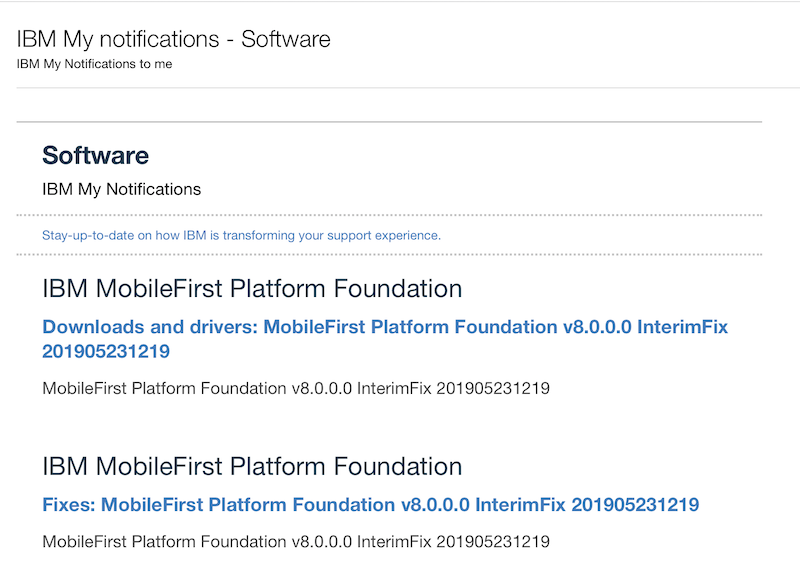 IBM My notifications - Software
IBM My Notifications to me
Software
IBM My Notifications
Stay-up-to-date on how IBM is transforming your support experience.
IBM MobileFirst Platform Foundation
Downloads and drivers: MobileFirst Platform Foundation v8.0.0.0 InterimFix
201905231219
MobileFirst Platform Foundation v8.0.0.0 InterimFix 201905231219
IBM MobileFirst Platform Foundation
Fixes: MobileFirst Platform Foundation v8.0.0.0 InterimFix 201905231219
MobileFirst Platform Foundation v8.0.0.0 InterimFix 201905231219